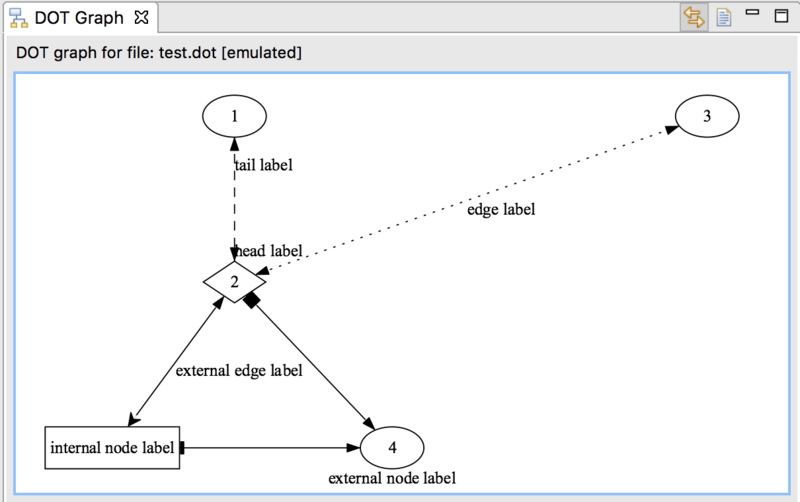 DOT Graph
DOT graph for file: test.dot [emulated]
1
3
tail label
edge label
head label
2
external edge label
internal node label
4
external node label